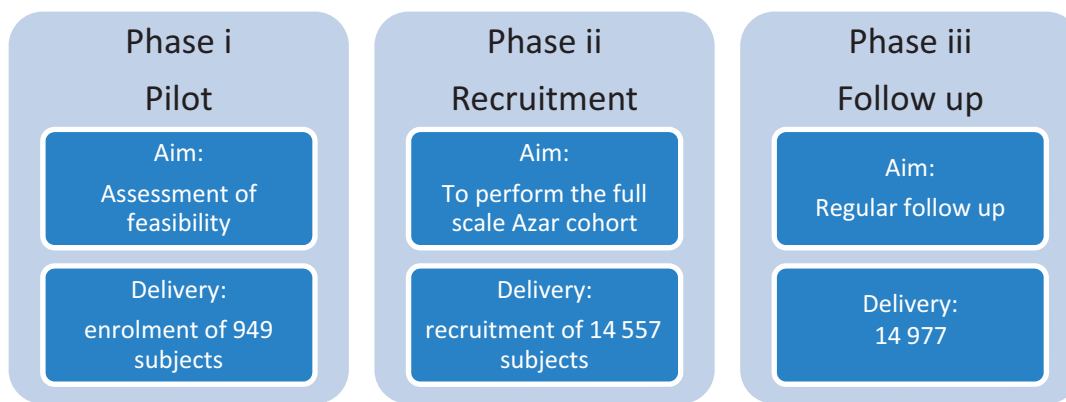 Phase i
Pilot
Aim:
Assessment of
feasibility
Delivery:
enrolment of 949
subjects
Phase ii
Recruitment
Aim:
To perform the full
scale Azar cohort
Delivery:
recruitment of 14 557
subjects
Phase iii
Follow up
Aim:
Regular follow up
Delivery:
14 977